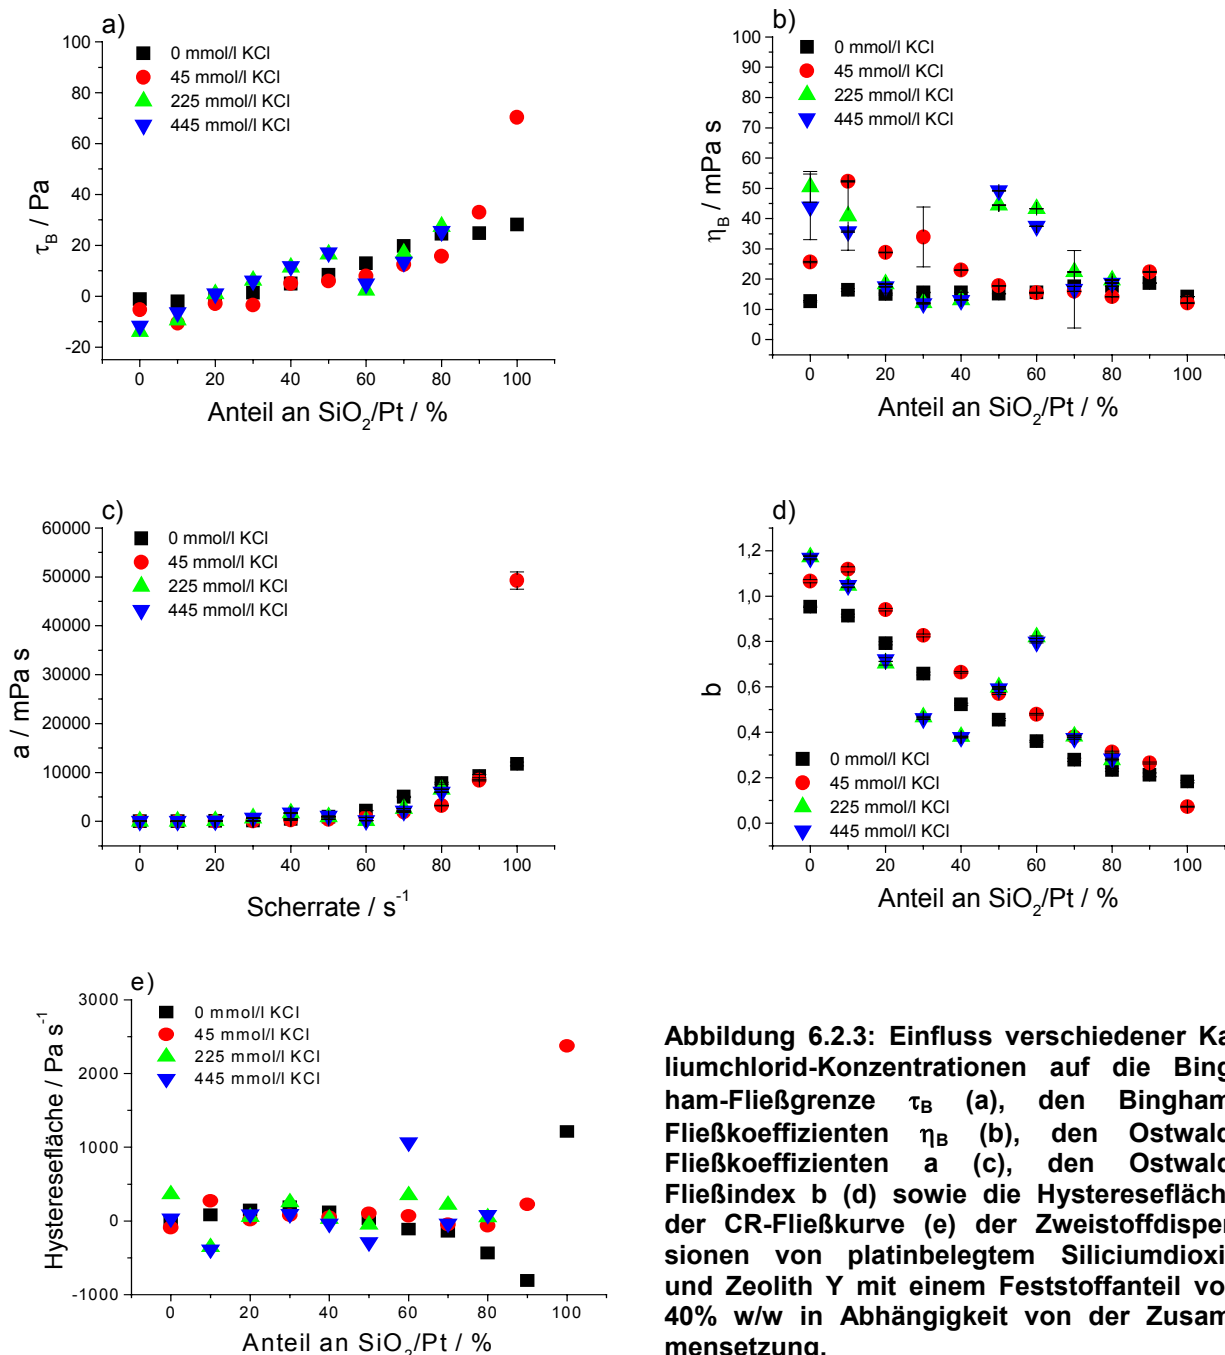 a)
100
80
60
40
20
0
-20
τB / Pa
0 mmol/l KCl
45 mmol/l KCl
225 mmol/l KCl
445 mmol/l KCl
0 20 40 60 80 100
Anteil an SiO2/Pt / %
b)
100
90
80
70
60
50
40
30
20
10
0
ηB / mPa s
0 mmol/l KCl
45 mmol/l KCl
225 mmol/l KCl
445 mmol/l KCl
0 20 40 60 80 100
Anteil an SiO2/Pt / %
c)
60000
50000
40000
30000
20000
10000
0
a / mPa s
0 mmol/l KCl
45 mmol/l KCl
225 mmol/l KCl
445 mmol/l KCl
0 20 40 60 80 100
Scherrate / s-1
d)
1,2
1,0
0,8
0,6
0,4
0,2
0,0
b
0 mmol/l KCl
45 mmol/l KCl
225 mmol/l KCl
445 mmol/l KCl
0 20 40 60 80 100
Anteil an SiO2/Pt / %
e)
3000
2000
1000
0
-1000
Hysteresefläche / Pa s-1
0 mmol/l KCl
45 mmol/l KCl
225 mmol/l KCl
445 mmol/l KCl
0 20 40 60 80 100
Anteil an SiO2/Pt / %
Abbildung 6.2.3: Einfluss verschiedener Ka
liumchlorid-Konzentrationen auf die Bing
ham-Fließgrenze τB (a), den Bingham
Fließkoeffizienten ηB (b), den Ostwald
Fließkoeffizienten a (c), den Ostwald
Fließindex b (d) sowie die Hysteresefläch
der CR-Fließkurve (e) der Zweistoffdisper
sionen von platinbelegtem Siliciumdioxi
und Zeolith Y mit einem Feststoffanteil vo
40% w/w in Abhängigkeit von der Zusam
mensetzung.